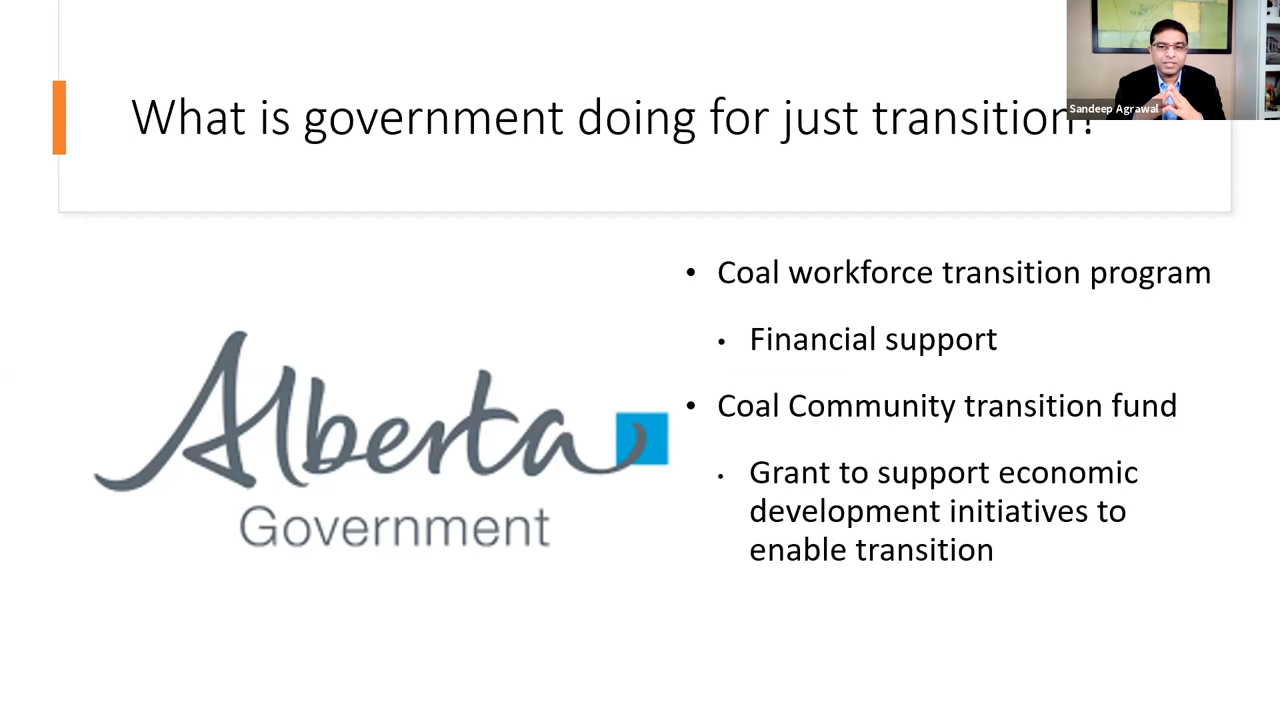 What is government doing for just transition?
Sandeep Agrawal
• Coal workforce transition program
• Financial support
• Coal Community transition fund
• Grant to support economic
development initiatives to
enable transition
Alberta
Government